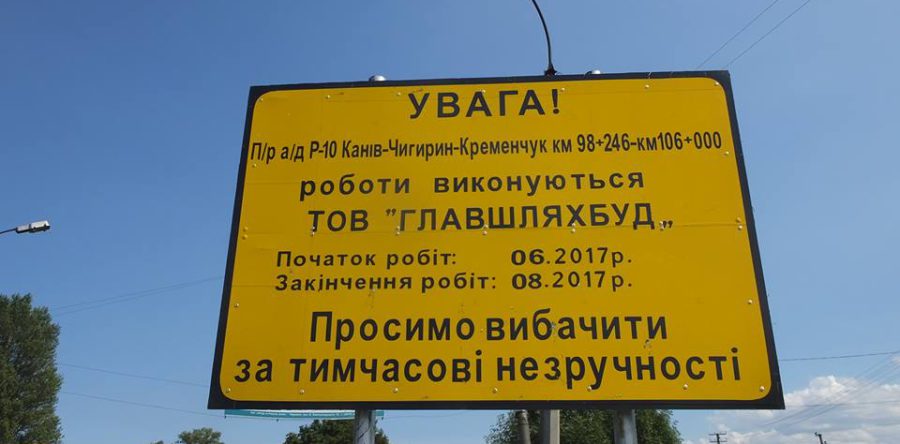 УВАГА!
П/р а/д Р-10 Канів-Чигирин-Кременчук км 98+246-км106+000
роботи виконуються
ТОВ "ГЛАВШЛЯХБУД„
Початок робіт: 06.2017р.
Закінчення робіт: 08.2017р.
Просимо вибачити
за тимчасові незручності